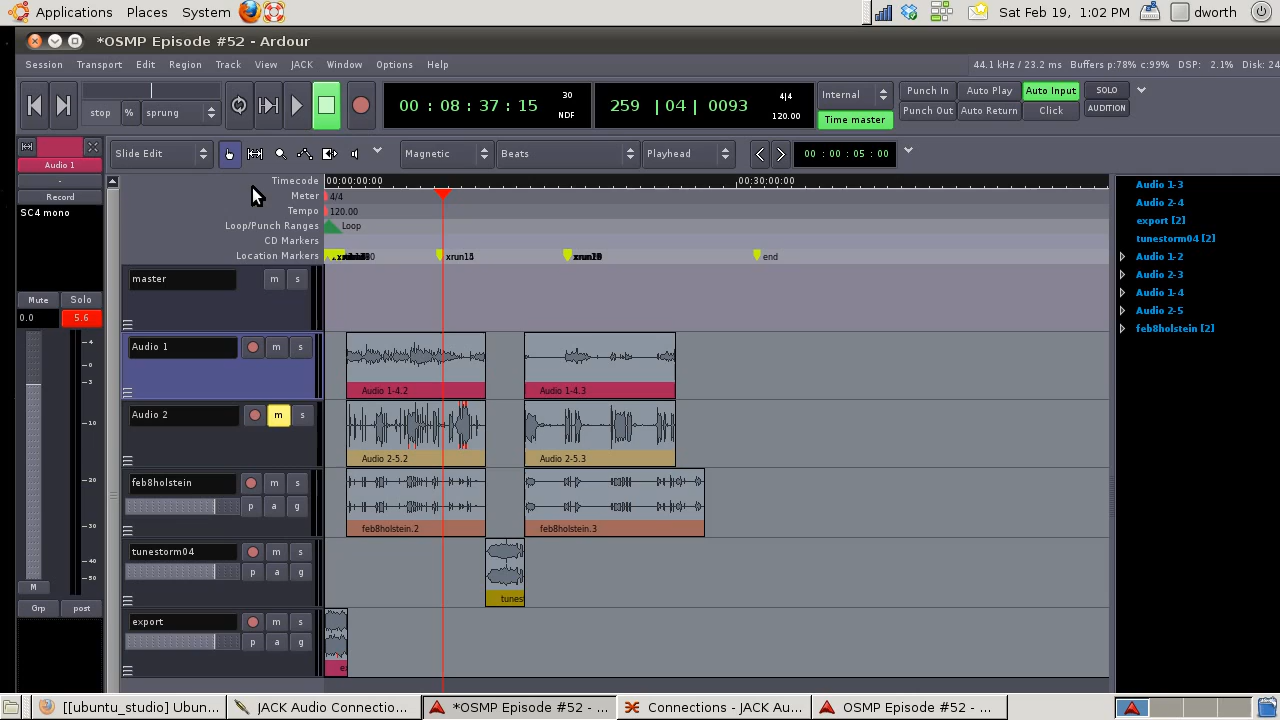 Applications Places System Sat Feb 19, 1:02 PM dworth
*OSMP Episode #52 - Ardour
Session Transport Edit Region Track View JACK Window Options Help 44.1 kHz / 23.2 ms Buffers p:78% c:99% DSP: 2.1% Disk: 24
stop % sprung
00 : 08 : 37 : 15 30 NDF
259 |04| 0093 4|4 120.00
Internal
Time master
Punch In Auto Play Auto Input SOLO
Punch Out Auto Return Click AUDITION
Slide Edit Magnetic Beats Playhead 00 : 00 : 05 : 00
Audio 1
-
Record
SC4 mono
Mute Solo
0.0 5.6
-4
-0
-3
-10
-20
-30
-40
-50
M
Grp post
Timecode 00:00:00:00 00:30:00:00
Meter 4/4
Tempo 120.00
Loop/Punch Ranges Loop
CD Markers
Location Markers end
master m s
Audio 1 m s
Audio 1-4.2 Audio 1-4.3
Audio 2 m s
Audio 2-5.2 Audio 2-5.3
feb8holstein m s
p a g
feb8holstein.2 feb8holstein.3
tunestorm04 m s
p a g
tunes
export m s
p a g
Audio 1-3
Audio 2-4
export [2]
tunestorm04 [2]
Audio 1-2
Audio 2-3
Audio 1-4
Audio 2-5
feb8holstein [2]
[[ubuntu_studio] Ubun... JACK Audio Connectio... *OSMP Episode #52 - ... Connections - JACK Au... OSMP Episode #52 - ...